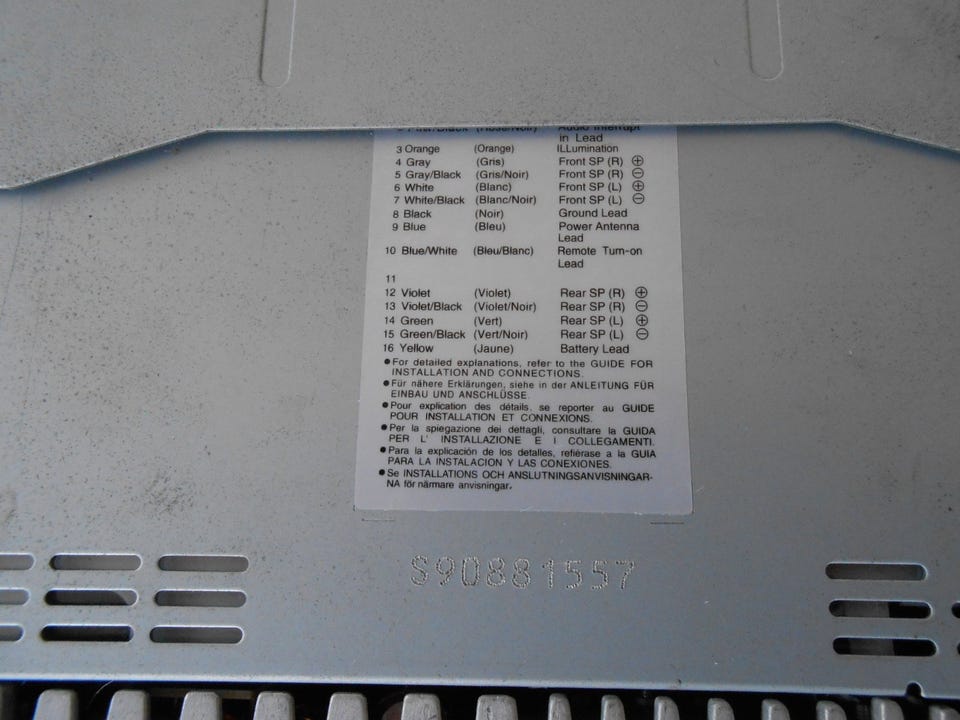 Pink/Black (Rose/Noir) Audio Interrupt
in Lead
3 Orange (Orange) ILLumination
4 Gray (Gris) Front SP (R) ⊕
5 Gray/Black (Gris/Noir) Front SP (R) ⊖
6 White (Blanc) Front SP (L) ⊕
7 White/Black (Blanc/Noir) Front SP (L) ⊖
8 Black (Noir) Ground Lead
9 Blue (Bleu) Power Antenna
Lead
10 Blue/White (Bleu/Blanc) Remote Turn-on
Lead
11
12 Violet (Violet) Rear SP (R) ⊕
13 Violet/Black (Violet/Noir) Rear SP (R) ⊖
14 Green (Vert) Rear SP (L) ⊕
15 Green/Black (Vert/Noir) Rear SP (L) ⊖
16 Yellow (Jaune) Battery Lead
●For detailed explanations, refer to the GUIDE FOR
INSTALLATION AND CONNECTIONS.
●Für nähere Erklärungen, siehe in der ANLEITUNG FÜR
EINBAU UND ANSCHLÜSSE.
●Pour explication des détails, se reporter au GUIDE
POUR INSTALLATION ET CONNEXIONS.
●Per la spiegazione dei dettagli, consultare la GUIDA
PER L' INSTALLAZIONE E I COLLEGAMENTI.
●Para la explicación de los detalles, refiérase a la GUIA
PARA LA INSTALACION Y LAS CONEXIONES.
●Se INSTALLATIONS OCH ANSLUTNINGSANVISNINGAR-
NA för närmare anvisningar.
S90881557